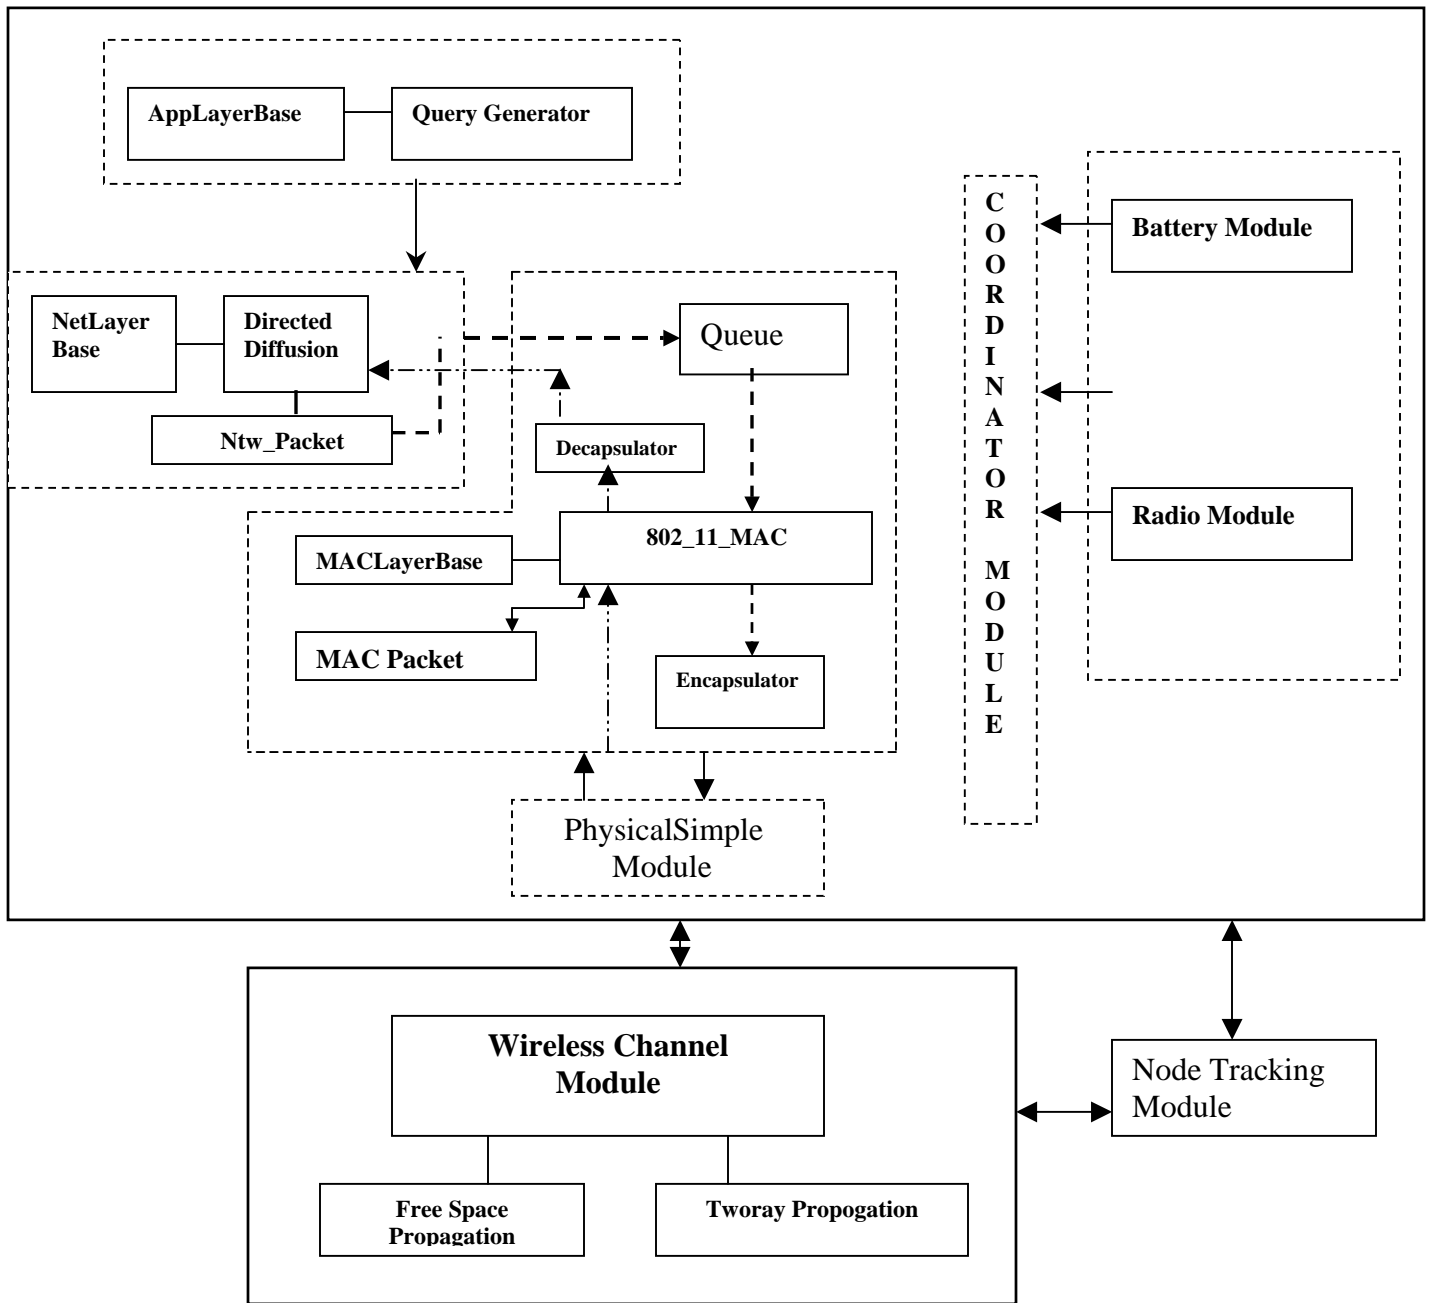 AppLayerBase
Query Generator
C
O
O
R
D
I
N
A
T
O
R
M
O
D
U
L
E
Battery Module
NetLayer
Base
Directed
Diffusion
Queue
Ntw_Packet
Decapsulator
Radio Module
802_11_MAC
MACLayerBase
MAC Packet
Encapsulator
PhysicalSimple
Module
Wireless Channel
Module
Node Tracking
Module
Free Space
Propagation
Tworay Propogation